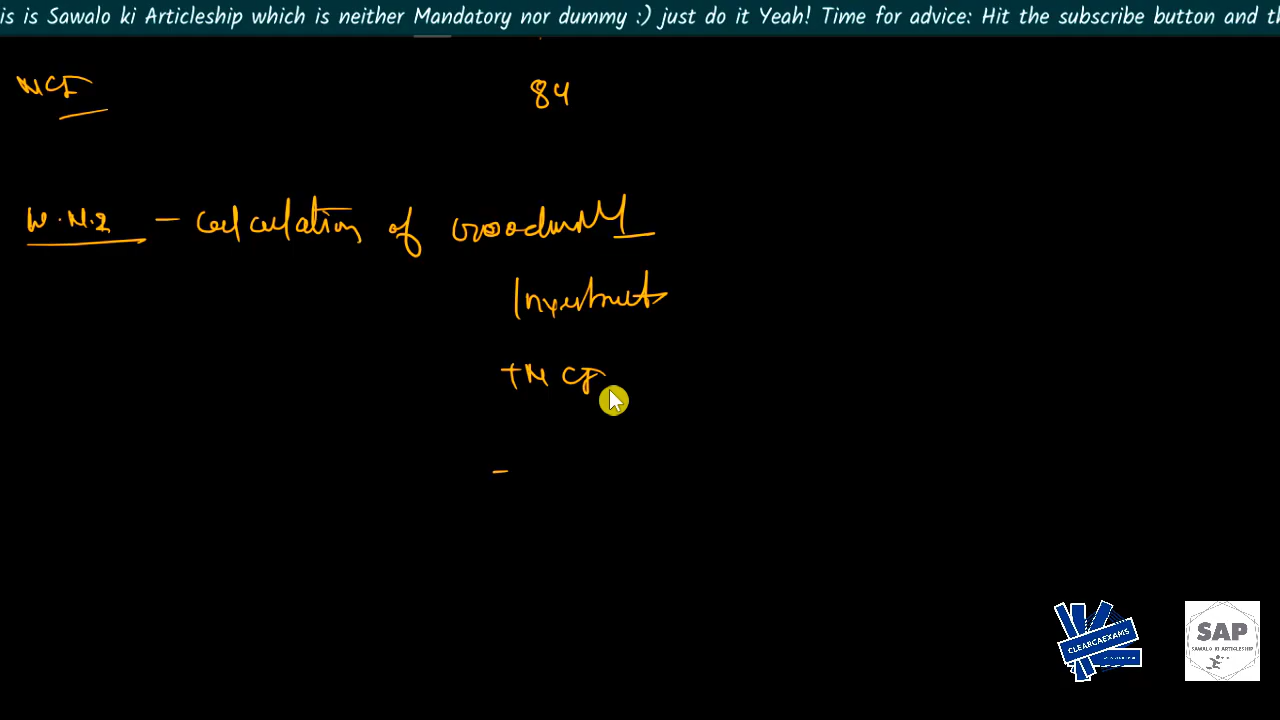 is is Sawalo ki Articleship which is neither Mandatory nor dummy :) just do it Yeah! Time for advice: Hit the subscribe button and th
NCI 84
W.N.2 - Calculation of Goodwill
Investment
+ NCI
-
CLEARCAEXAMS
SAP
SAWALO KI ARTICLESHIP